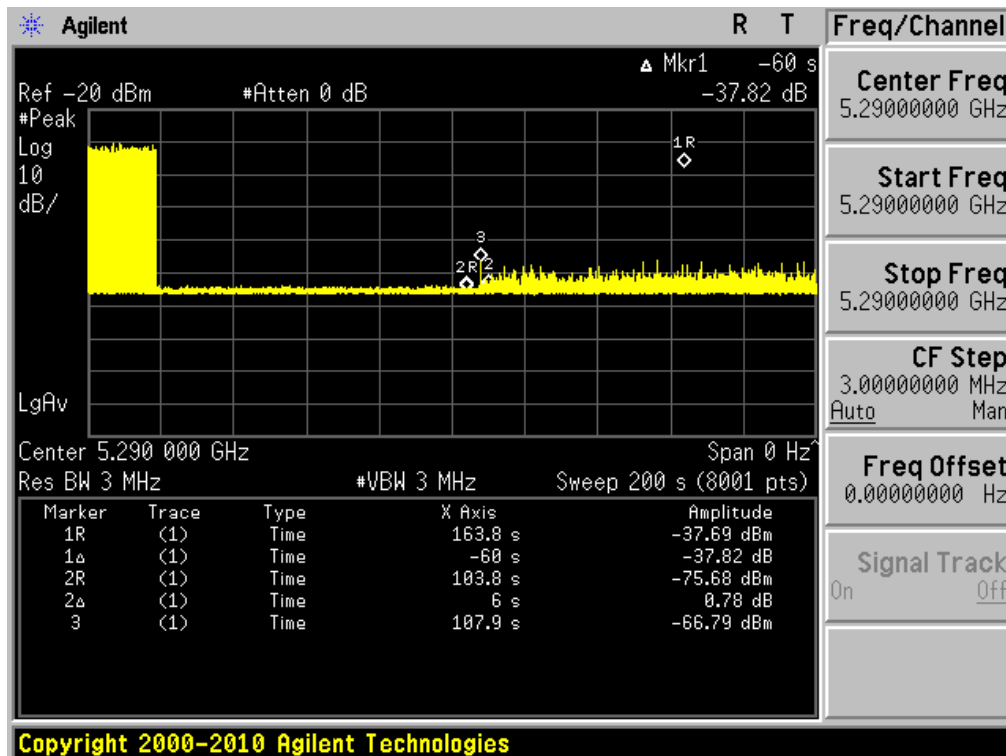 Agilent
R T
Freq/Channel
Δ Mkr1 -60 s
Ref -20 dBm #Atten 0 dB -37.82 dB
#Peak
Log
10
dB/
1R
3
2R 2
LgAv
Center 5.290 000 GHz Span 0 Hz^
Res BW 3 MHz #VBW 3 MHz Sweep 200 s (8001 pts)
Marker Trace Type X Axis Amplitude
1R (1) Time 163.8 s -37.69 dBm
1Δ (1) Time -60 s -37.82 dB
2R (1) Time 103.8 s -75.68 dBm
2Δ (1) Time 6 s 0.78 dB
3 (1) Time 107.9 s -66.79 dBm
Center Freq
5.29000000 GHz
Start Freq
5.29000000 GHz
Stop Freq
5.29000000 GHz
CF Step
3.00000000 MHz
Auto Man
Freq Offset
0.00000000 Hz
Signal Track
On Off
Copyright 2000-2010 Agilent Technologies